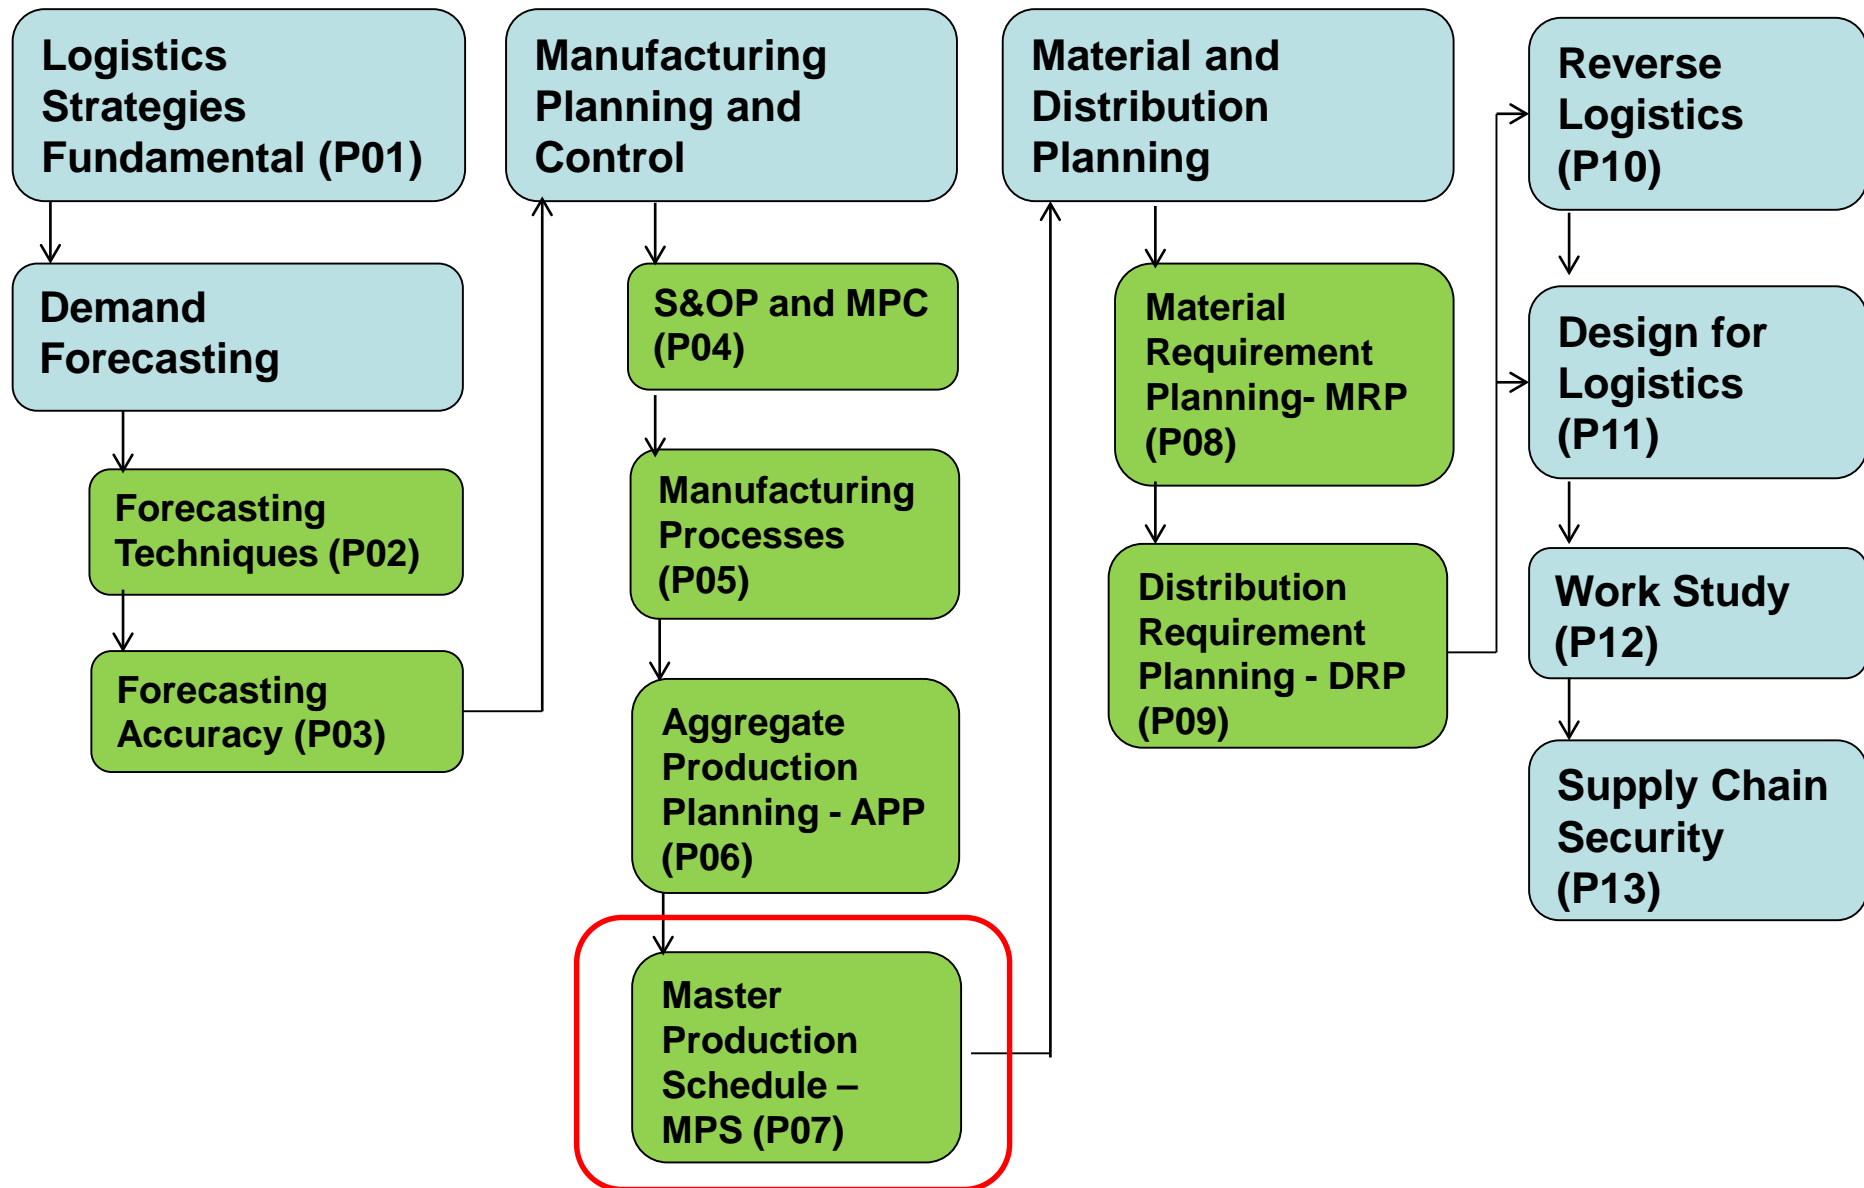 Logistics
Strategies
Fundamental (P01)
Demand
Forecasting
Forecasting
Techniques (P02)
Forecasting
Accuracy (P03)
Manufacturing
Planning and
Control
S&OP and MPC
(P04)
Manufacturing
Processes
(P05)
Aggregate
Production
Planning - APP
(P06)
Master
Production
Schedule –
MPS (P07)
Material and
Distribution
Planning
Material
Requirement
Planning- MRP
(P08)
Distribution
Requirement
Planning - DRP
(P09)
Reverse
Logistics
(P10)
Design for
Logistics
(P11)
Work Study
(P12)
Supply Chain
Security
(P13)